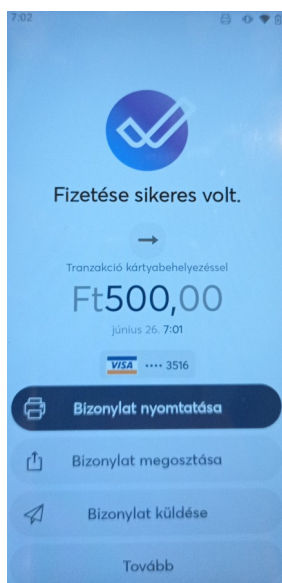 7:02
Fizetése sikeres volt.
Tranzakció kártyabehelyezéssel
Ft500,00
június 26. 7:01
VISA •••• 3516
Bizonylat nyomtatása
Bizonylat megosztása
Bizonylat küldése
Tovább